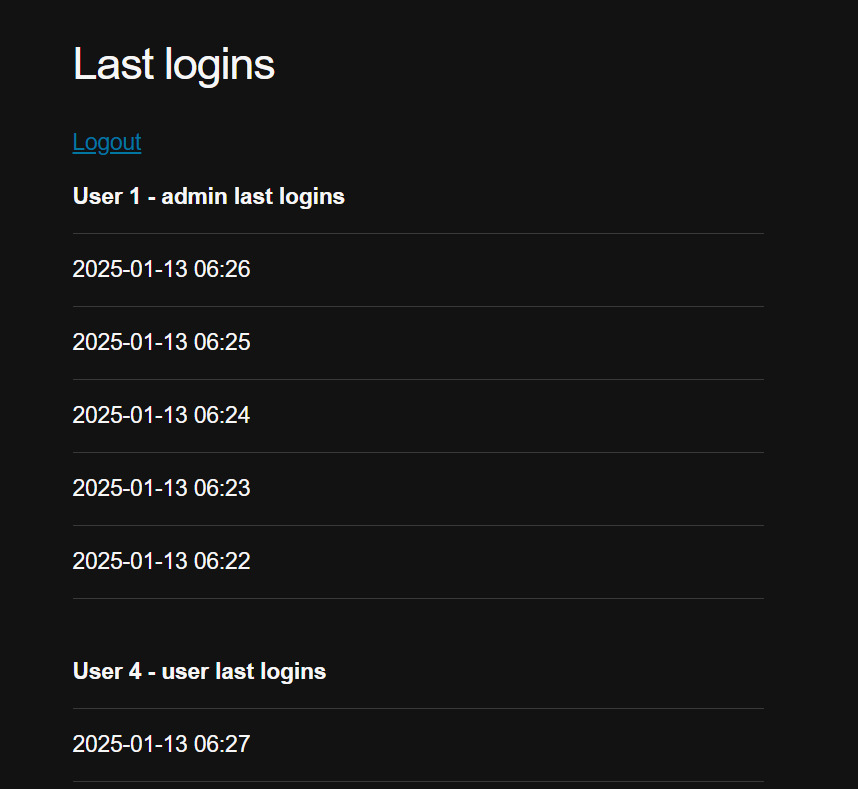 Last logins
Logout
User 1 - admin last logins
2025-01-13 06:26
2025-01-13 06:25
2025-01-13 06:24
2025-01-13 06:23
2025-01-13 06:22
User 4 - user last logins
2025-01-13 06:27